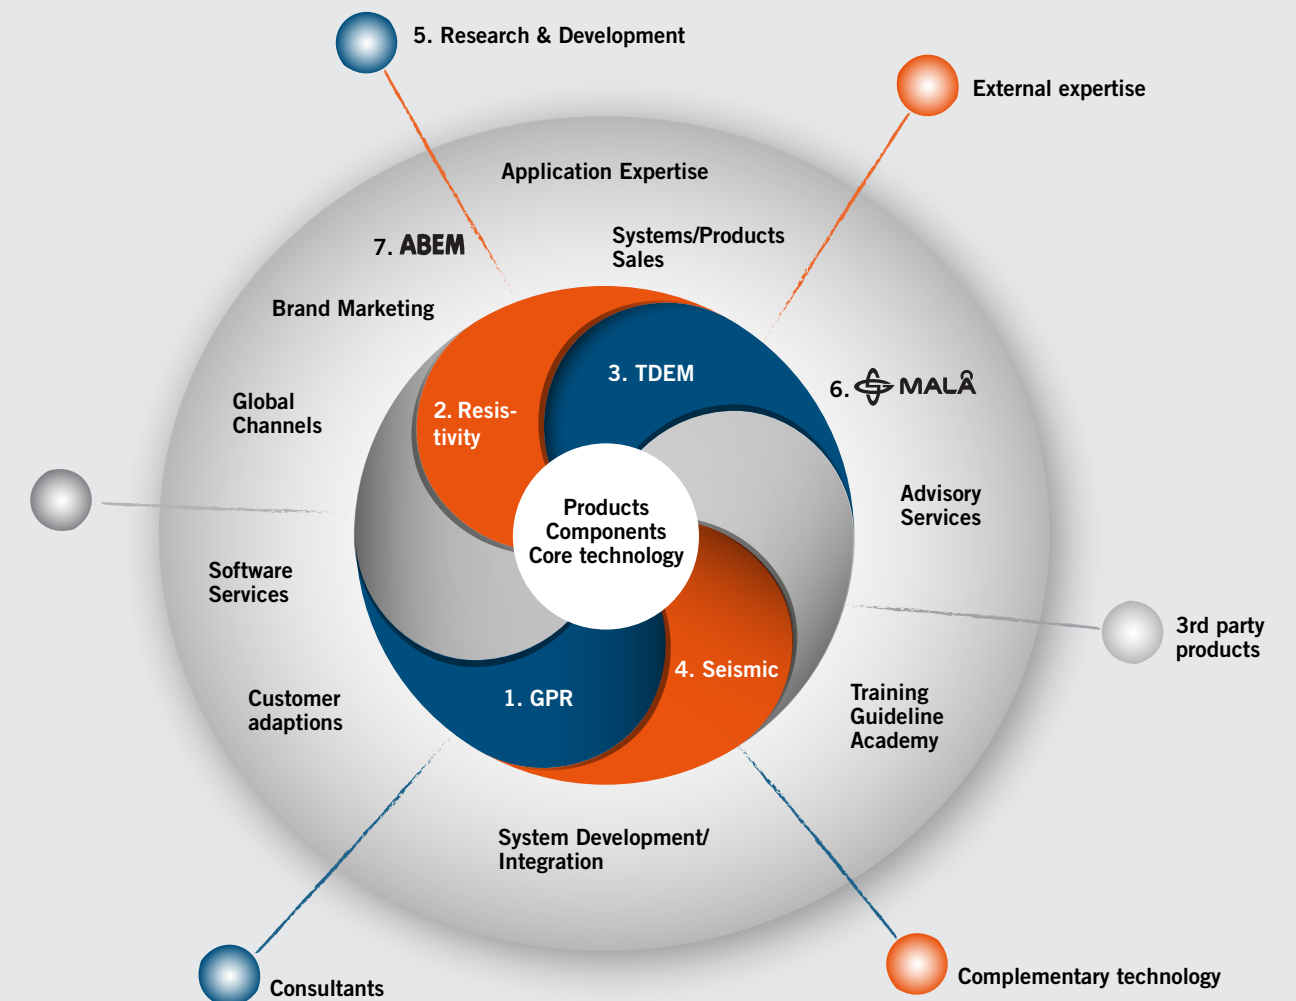 5. Research & Development
External expertise
Application Expertise
7. ABEM
Systems/Products
Sales
Brand Marketing
3. TDEM
6. MALÅ
Global
Channels
2. Resis-
tivity
Advisory
Services
Products
Components
Core technology
Software
Services
3rd party
products
4. Seismic
1. GPR
Customer
adaptions
Training
Guideline
Academy
System Development/
Integration
Complementary technology
Consultants